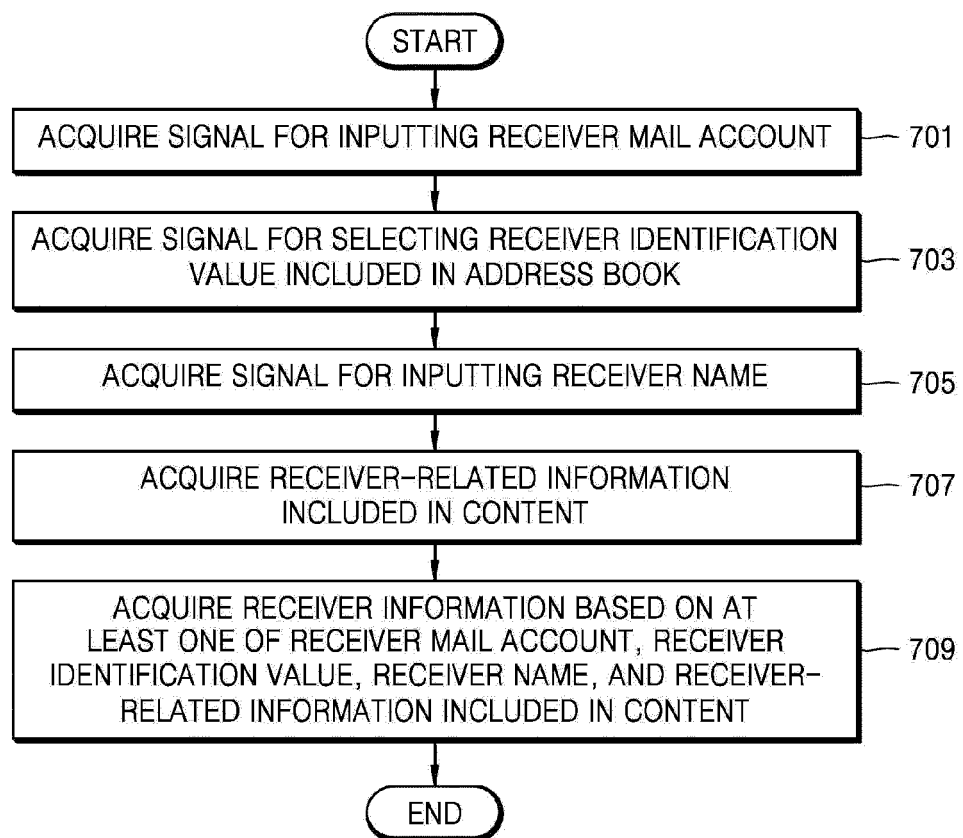 START
ACQUIRE SIGNAL FOR INPUTTING RECEIVER MAIL ACCOUNT
701
ACQUIRE SIGNAL FOR SELECTING RECEIVER IDENTIFICATION
VALUE INCLUDED IN ADDRESS BOOK
703
ACQUIRE SIGNAL FOR INPUTTING RECEIVER NAME
705
ACQUIRE RECEIVER-RELATED INFORMATION
INCLUDED IN CONTENT
707
ACQUIRE RECEIVER INFORMATION BASED ON AT
LEAST ONE OF RECEIVER MAIL ACCOUNT, RECEIVER
IDENTIFICATION VALUE, RECEIVER NAME, AND RECEIVER-
RELATED INFORMATION INCLUDED IN CONTENT
709
END